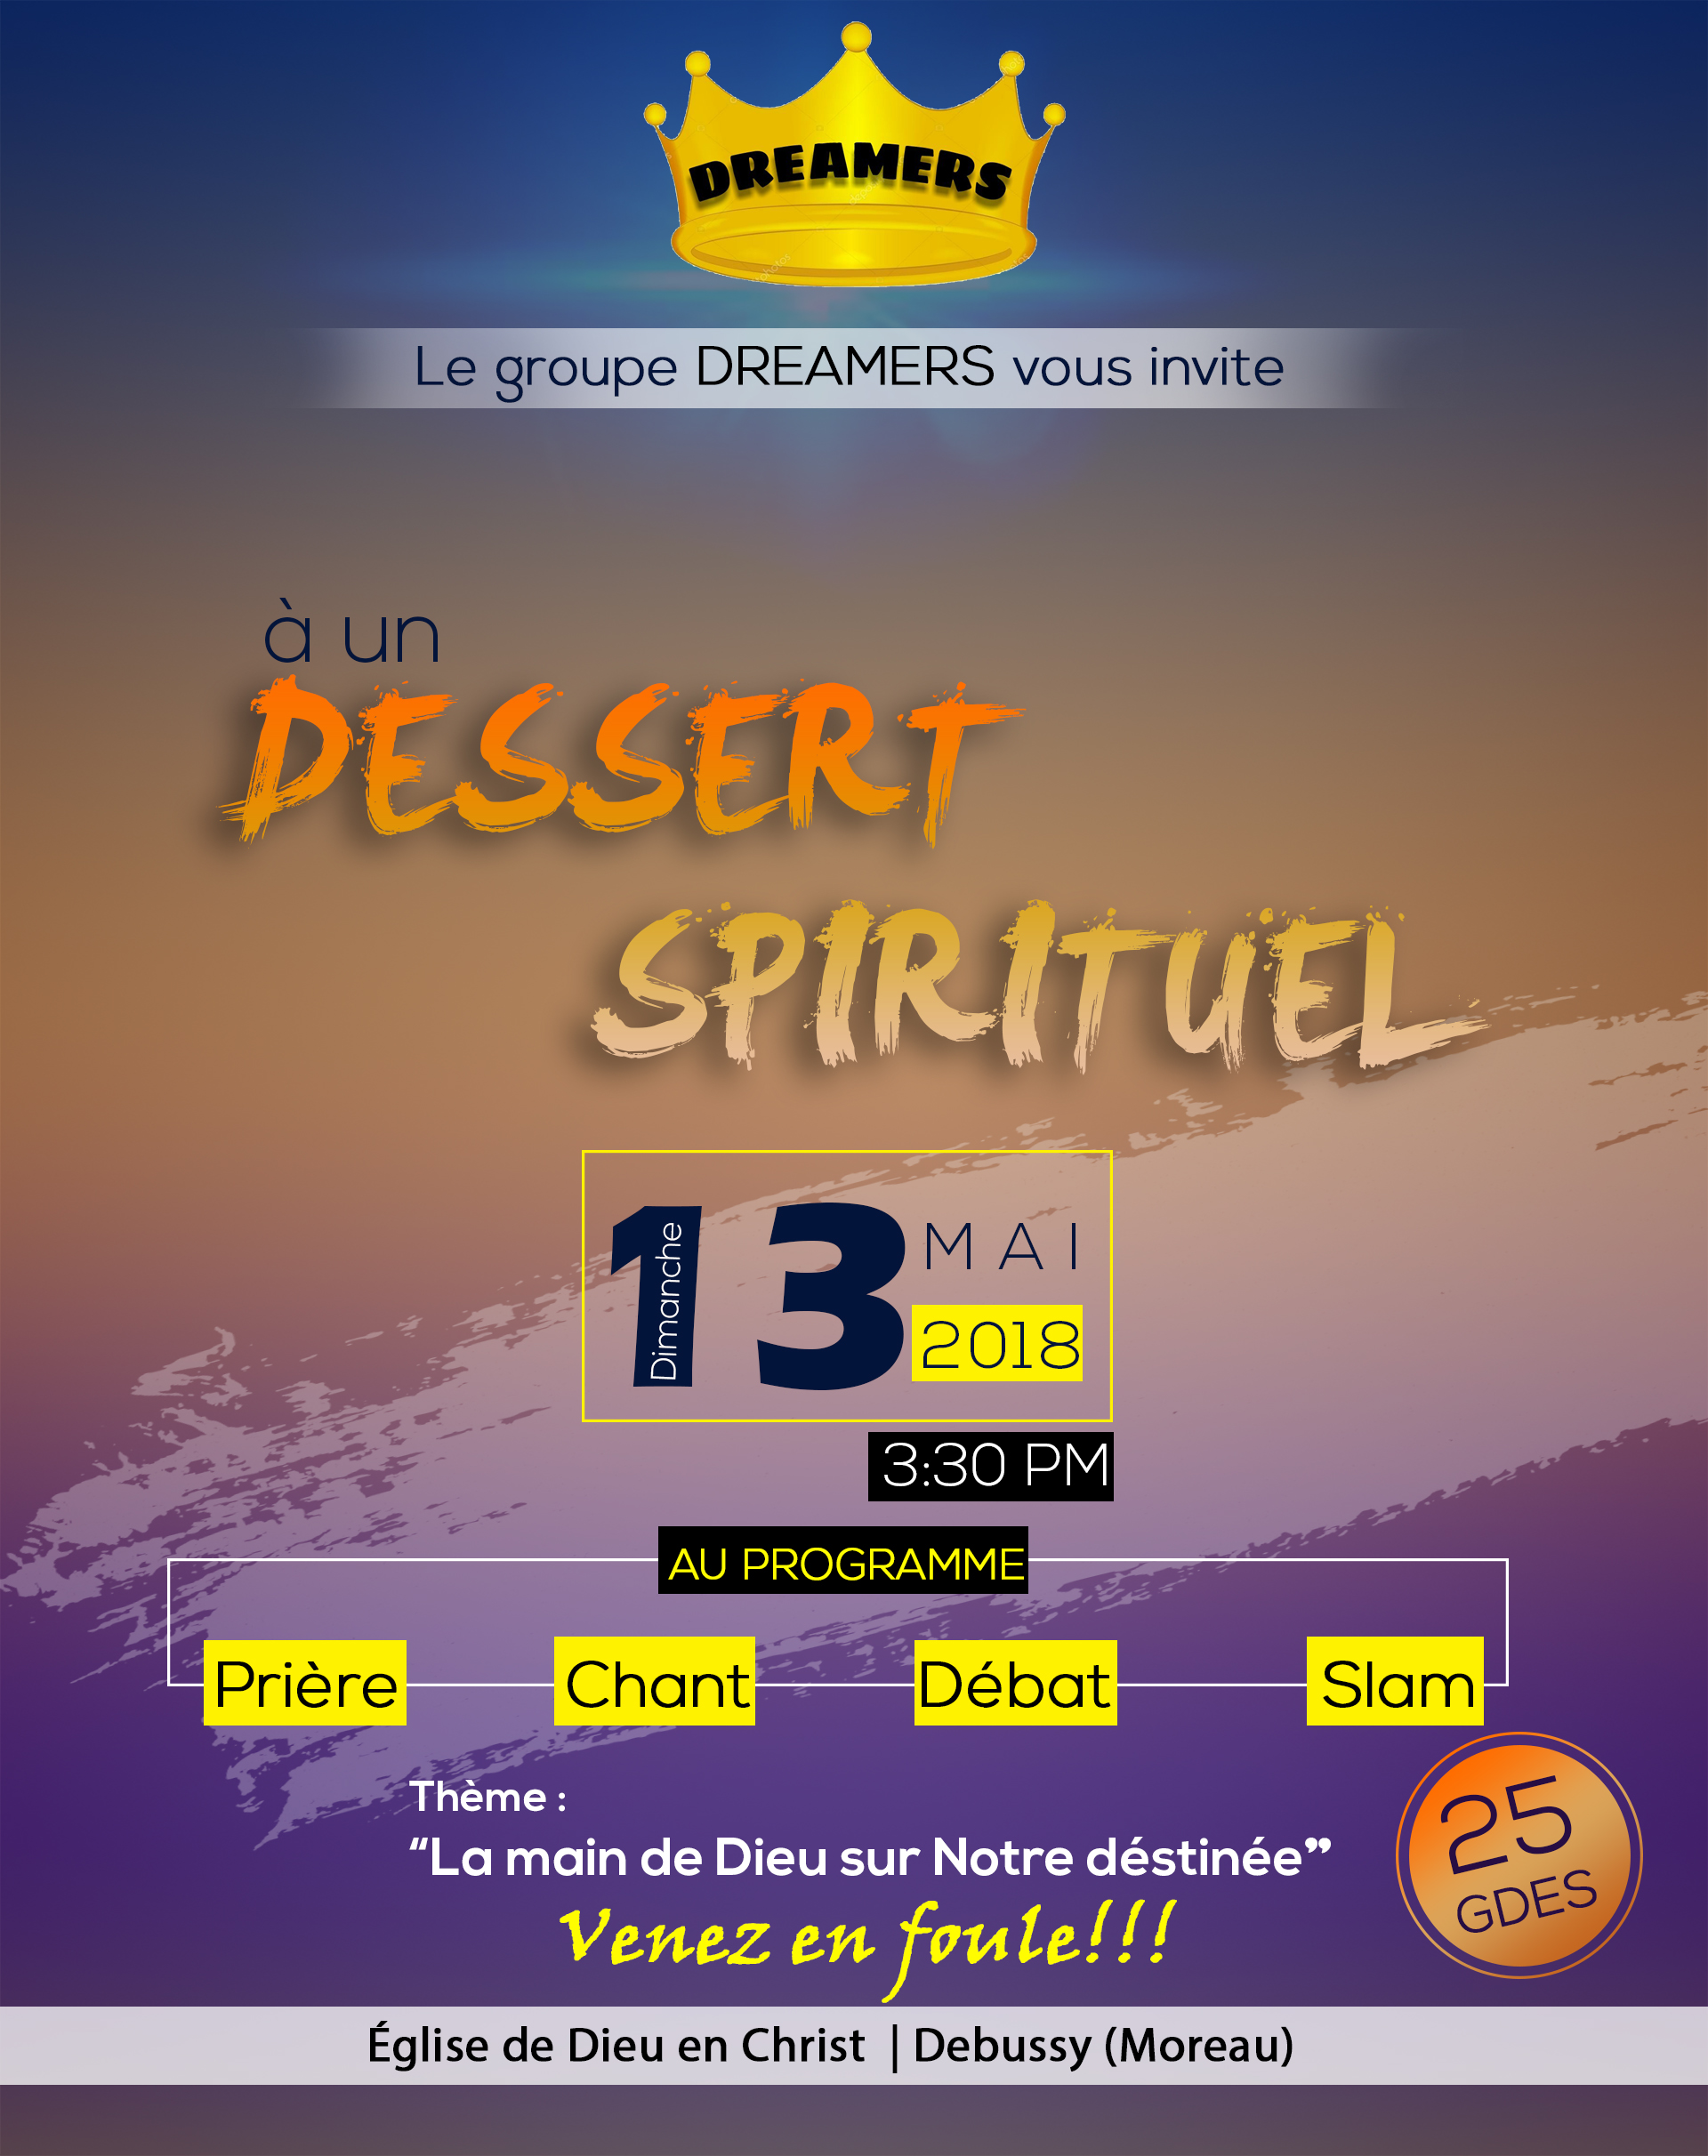 DREAMERS
Le groupe DREAMERS vous invite
à un
DESSERT
SPIRITUEL
Dimanche
13
MAI
2018
3:30 PM
AU PROGRAMME
Prière Chant Débat Slam
Thème :
“La main de Dieu sur Notre déstinée”
25
GDES
Venez en foule!!!
Église de Dieu en Christ | Debussy (Moreau)